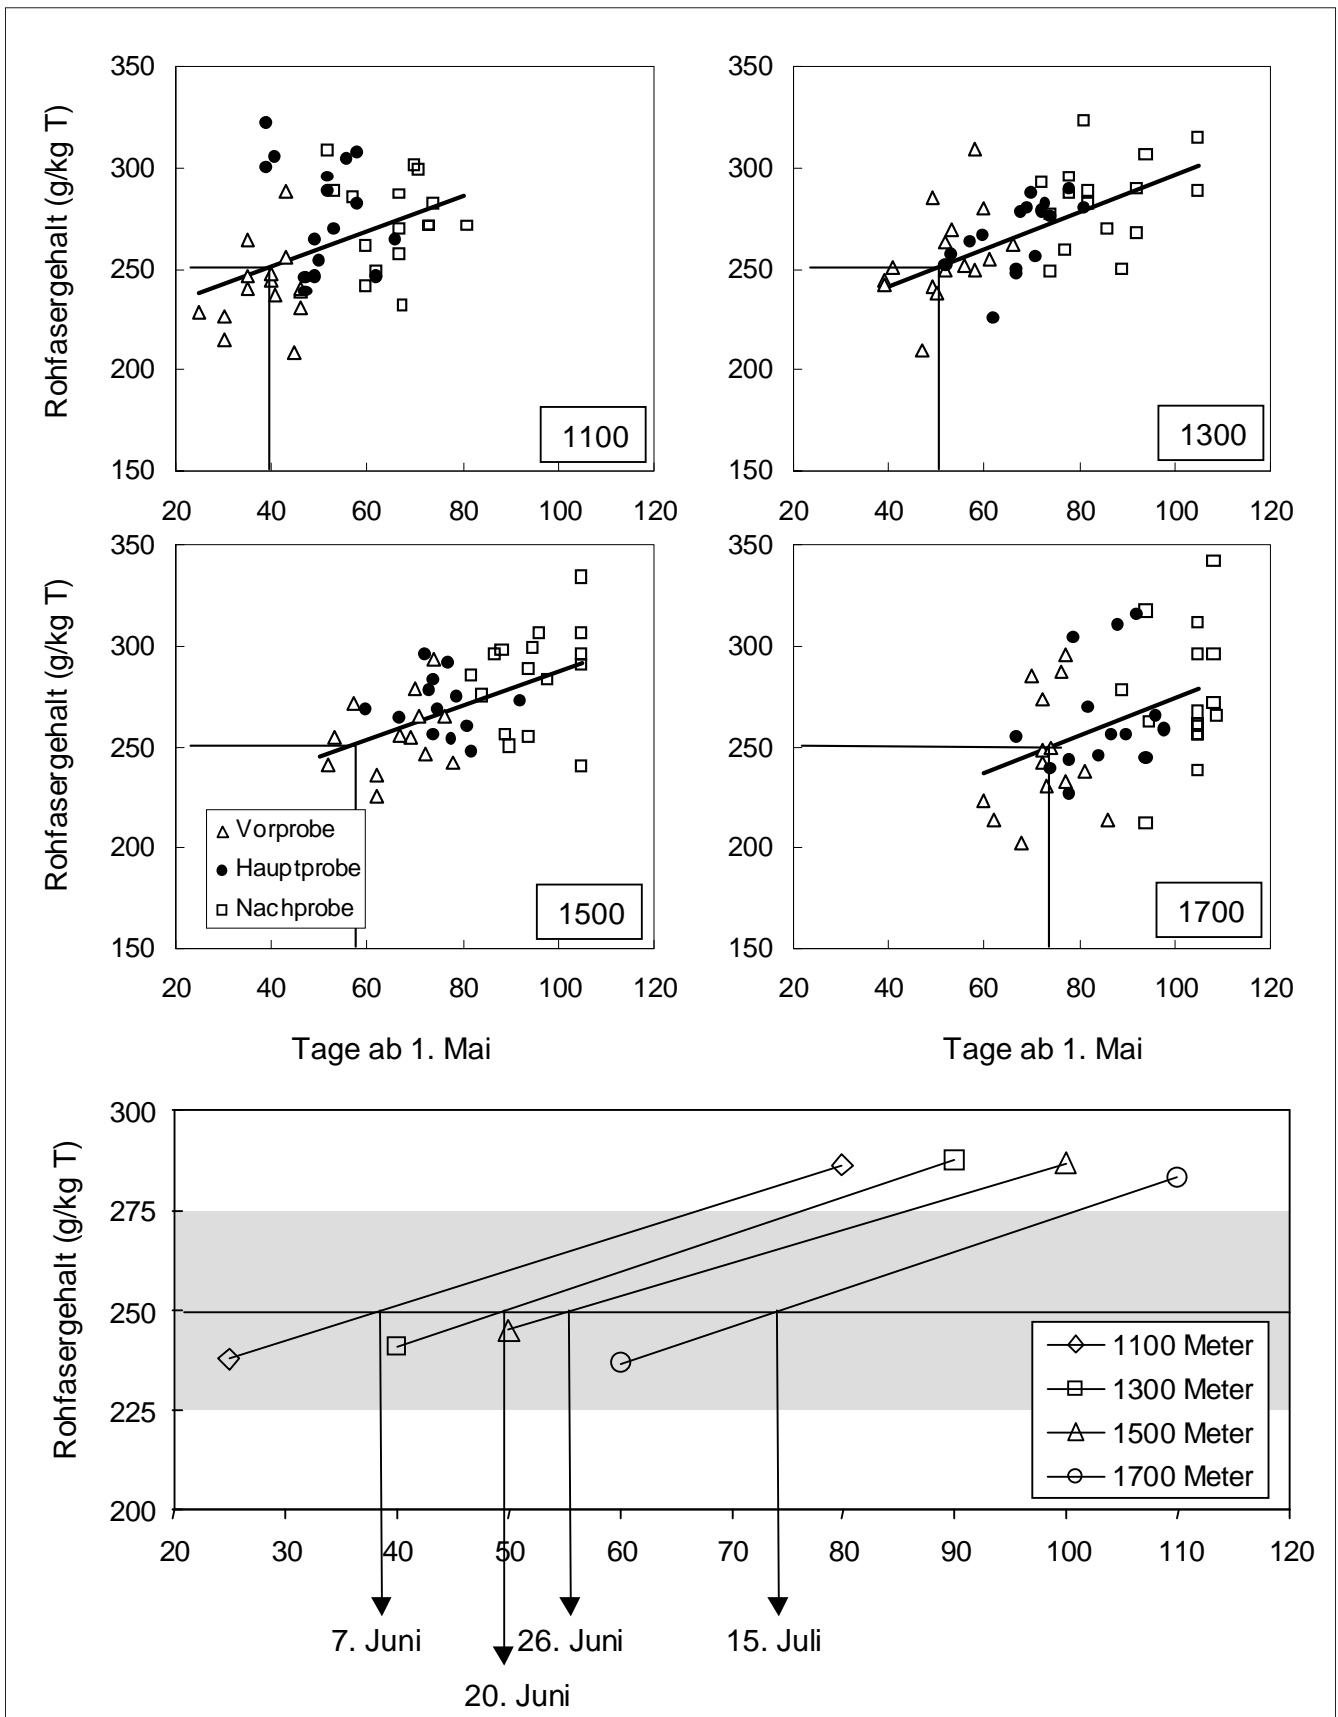 Rohfasergehalt (g/kg T)
350
300
250
200
150
20 40 60 80 100 120
1100
350
300
250
200
150
20 40 60 80 100 120
1300
Rohfasergehalt (g/kg T)
350
300
250
200
150
20 40 60 80 100 120
Vorprobe
Hauptprobe
Nachprobe
1500
Tage ab 1. Mai
350
300
250
200
150
20 40 60 80 100 120
1700
Tage ab 1. Mai
Rohfasergehalt (g/kg T)
300
275
250
225
200
1100 Meter
1300 Meter
1500 Meter
1700 Meter
20 30 40 50 60 70 80 90 100 110 120
7. Juni 26. Juni 15. Juli
20. Juni